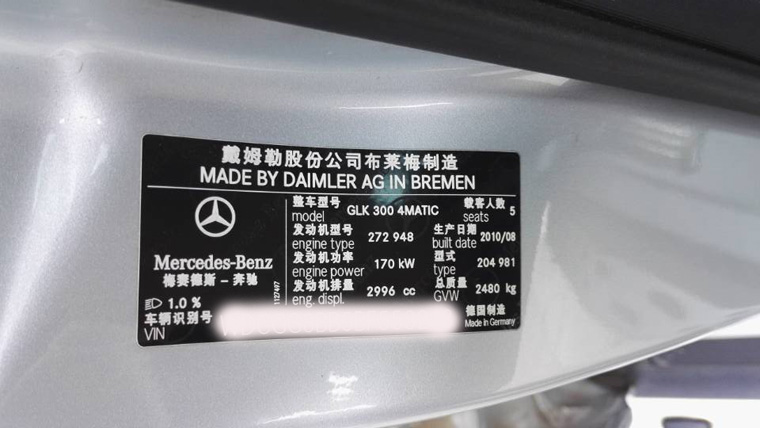 戴姆勒股份公司布莱梅制造
MADE BY DAIMLER AG IN BREMEN
Mercedes-Benz
梅赛德斯 - 奔驰
1.0 %
整车型号 GLK 300 4MATIC 载客人数 5
model seats
发动机型号 272 948 生产日期 2010/08
engine type built date
发动机功率 170 kW 型式 204 981
engine power type
发动机排量 2996 cc 总质量 2480 kg
eng. displ. GVW
车辆识别号 德国制造
VIN Made in Germany